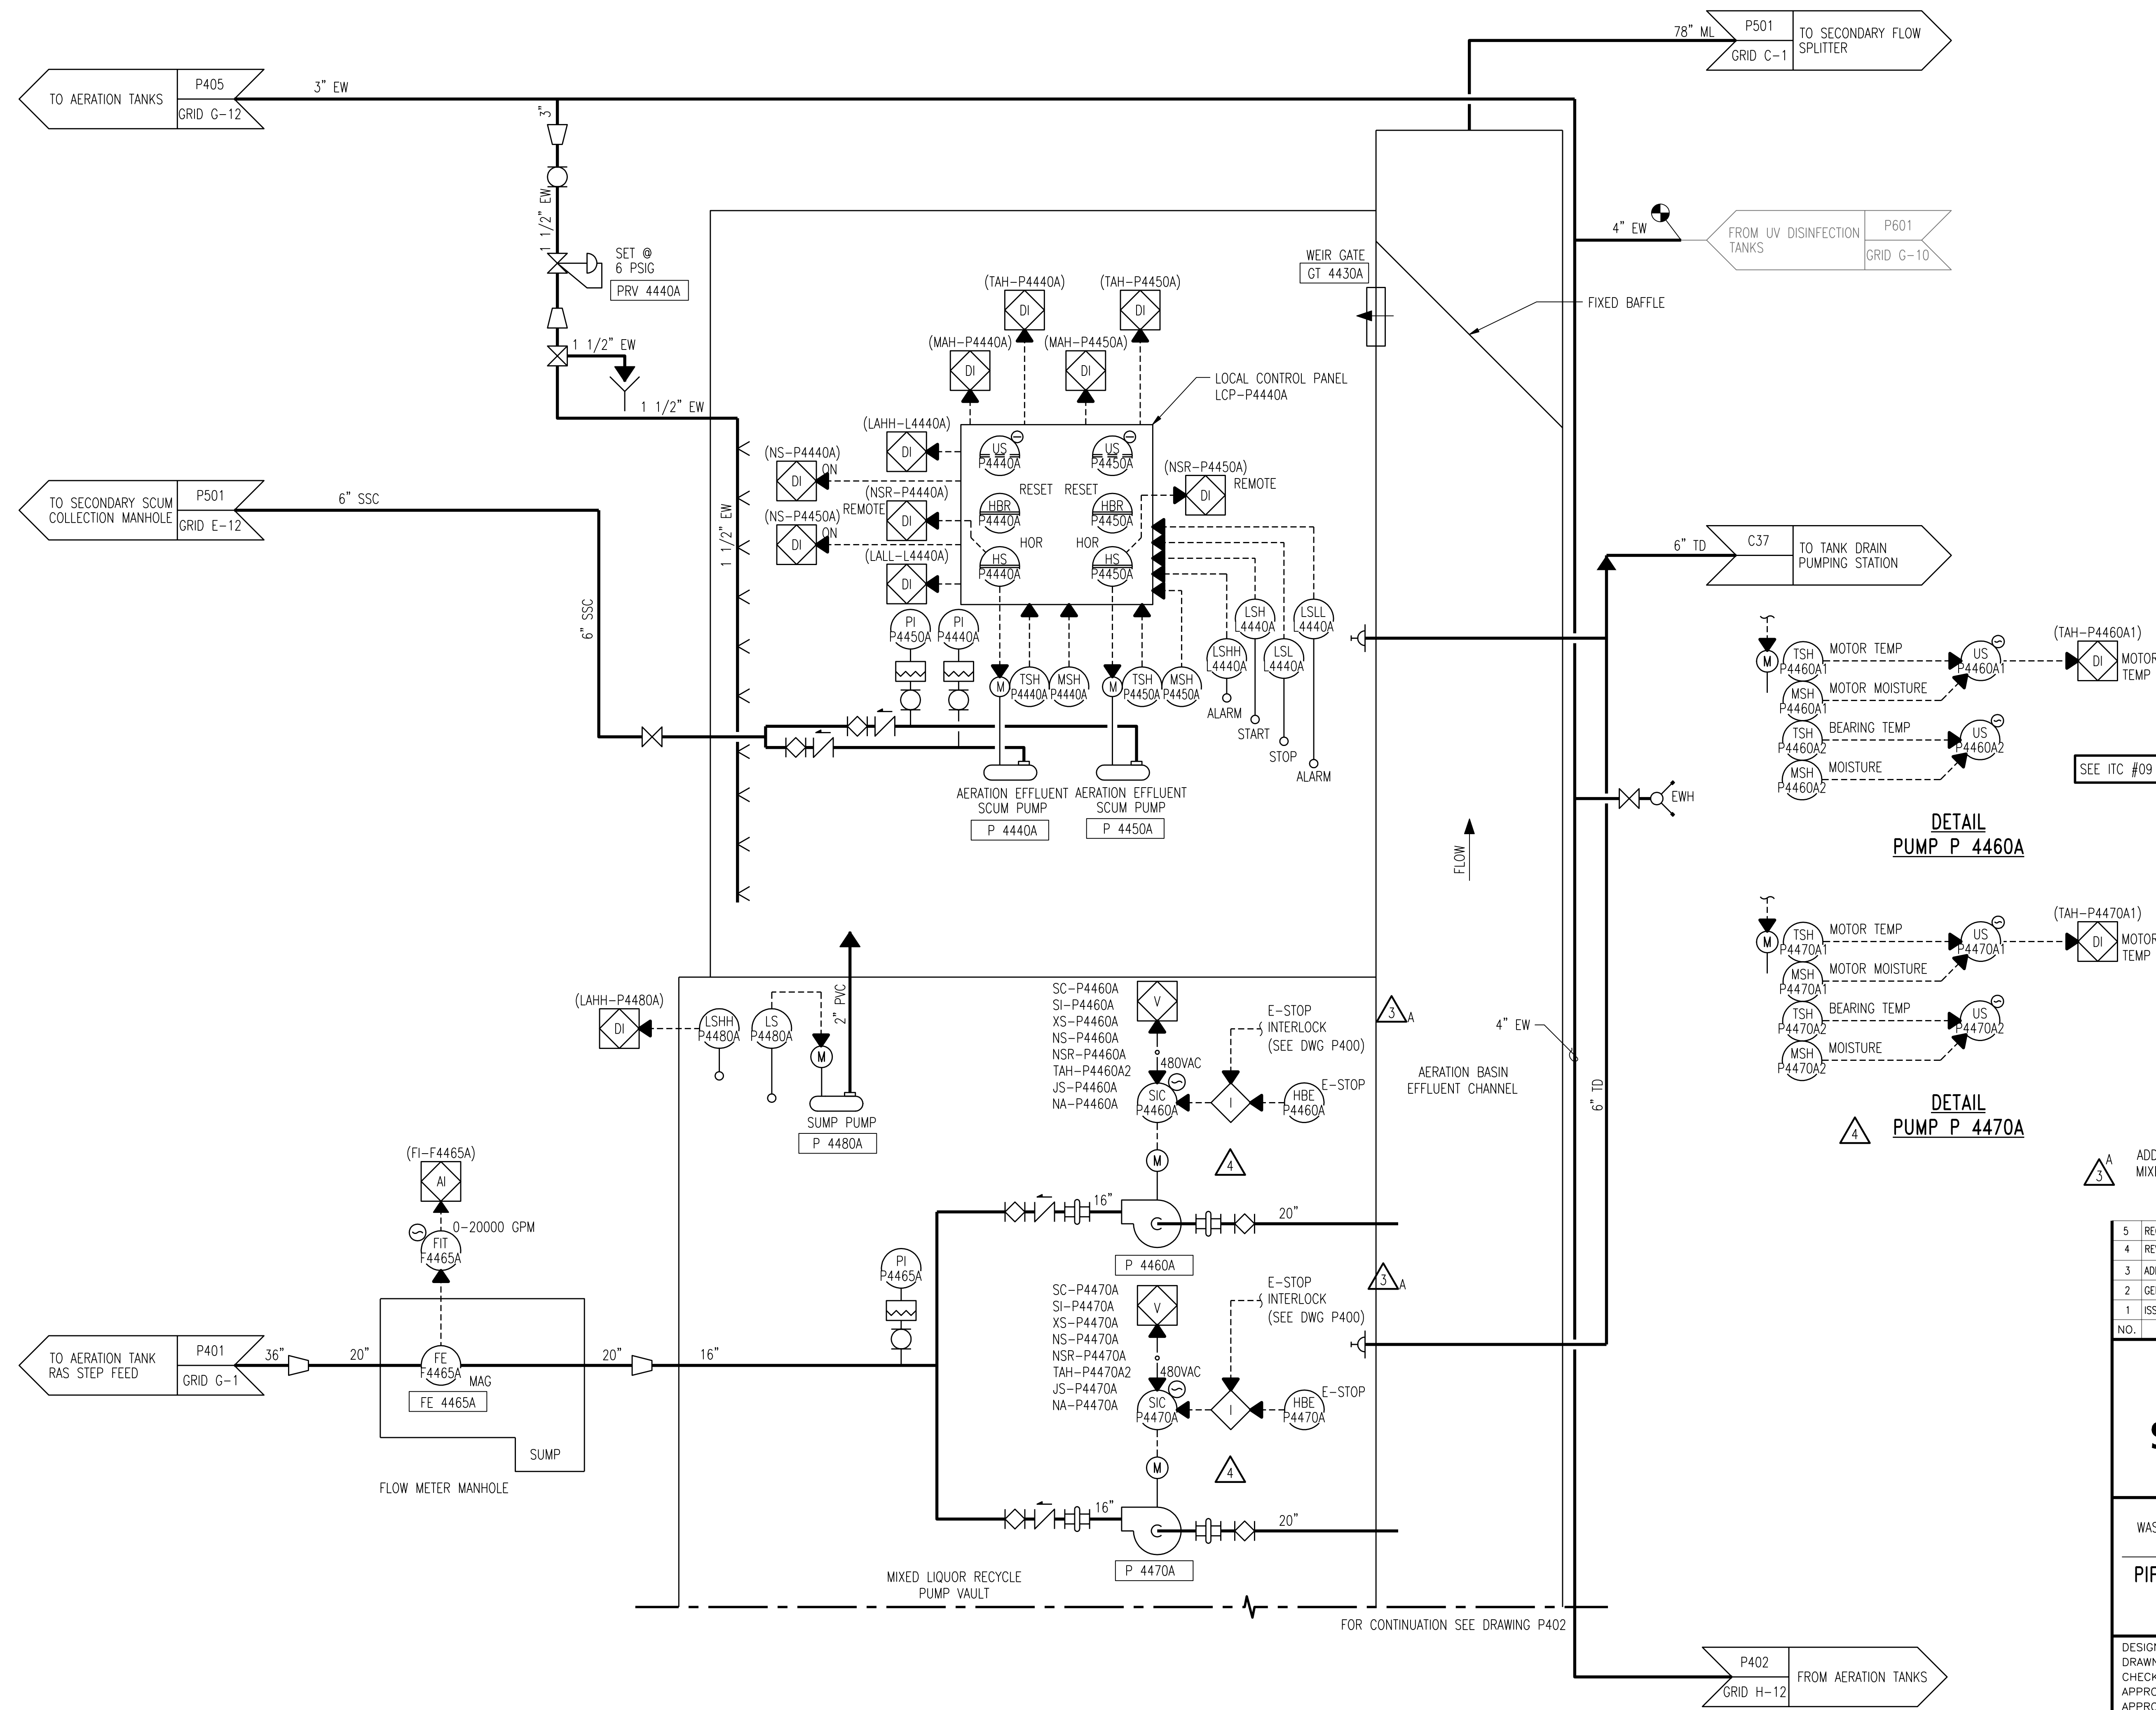 78" ML
P501
GRID C-1
TO SECONDARY FLOW
SPLITTER
TO AERATION TANKS
P405
GRID G-12
3" EW
3"
1 1/2" EW
SET @
6 PSIG
PRV 4440A
1 1/2" EW
1 1/2" EW
1 1/2" EW
WEIR GATE
GT 4430A
4" EW
FROM UV DISINFECTION
TANKS
P601
GRID G-10
FIXED BAFFLE
(TAH-P4440A)
DI
(TAH-P4450A)
DI
(MAH-P4440A)
DI
(MAH-P4450A)
DI
LOCAL CONTROL PANEL
LCP-P4440A
(LAHH-L4440A)
DI
(NS-P4440A)
DI
ON
(NSR-P4440A)
REMOTE
DI
(NS-P4450A)
DI
ON
(LALL-L4440A)
DI
US
P4440A
US
P4450A
RESET
RESET
HBR
P4440A
HBR
P4450A
HOR
HOR
HS
P4440A
HS
P4450A
(NSR-P4450A)
DI
REMOTE
TO SECONDARY SCUM
COLLECTION MANHOLE
P501
GRID E-12
6" SSC
6" SSC
PI
P4450A
PI
P4440A
M
TSH
P4440A
MSH
P4440A
M
TSH
P4450A
MSH
P4450A
LSHH
L4440A
LSH
L4440A
LSL
L4440A
LSLL
L4440A
ALARM
START
STOP
ALARM
AERATION EFFLUENT
SCUM PUMP
P 4440A
AERATION EFFLUENT
SCUM PUMP
P 4450A
6" TD
C37
TO TANK DRAIN
PUMPING STATION
EWH
FLOW
M
TSH
P4460A1
MOTOR TEMP
MSH
P4460A1
MOTOR MOISTURE
TSH
P4460A2
BEARING TEMP
MSH
P4460A2
MOISTURE
US
P4460A1
US
P4460A2
(TAH-P4460A1)
DI
TEMP
SEE ITC #09
DETAIL
PUMP P 4460A
M
TSH
P4470A1
MOTOR TEMP
MSH
P4470A1
MOTOR MOISTURE
TSH
P4470A2
BEARING TEMP
MSH
P4470A2
MOISTURE
US
P4470A1
US
P4470A2
(TAH-P4470A1)
DI
TEMP
DETAIL
PUMP P 4470A
4
3
A
(LAHH-P4480A)
DI
LSHH
P4480A
LS
P4480A
M
2" PVC
SUMP PUMP
P 4480A
SC-P4460A
SI-P4460A
XS-P4460A
NS-P4460A
NSR-P4460A
TAH-P4460A2
JS-P4460A
NA-P4460A
V
480VAC
SIC
P4460A
E-STOP
INTERLOCK
(SEE DWG P400)
I
HBE
P4460A
E-STOP
3
A
4" EW
AERATION BASIN
EFFLUENT CHANNEL
6" TD
M
4
16"
20"
P 4460A
(FI-F4465A)
AI
FIT
F4465A
0-20000 GPM
PI
P4465A
SC-P4470A
SI-P4470A
XS-P4470A
NS-P4470A
NSR-P4470A
TAH-P4470A2
JS-P4470A
NA-P4470A
V
480VAC
SIC
P4470A
E-STOP
INTERLOCK
(SEE DWG P400)
I
HBE
P4470A
E-STOP
3
A
TO AERATION TANK
RAS STEP FEED
P401
GRID G-1
36"
20"
FE
F4465A
MAG
FE 4465A
20"
16"
SUMP
FLOW METER MANHOLE
M
4
16"
20"
P 4470A
MIXED LIQUOR RECYCLE
PUMP VAULT
FOR CONTINUATION SEE DRAWING P402
P402
GRID H-12
FROM AERATION TANKS
5
4
3
2
1
NO.